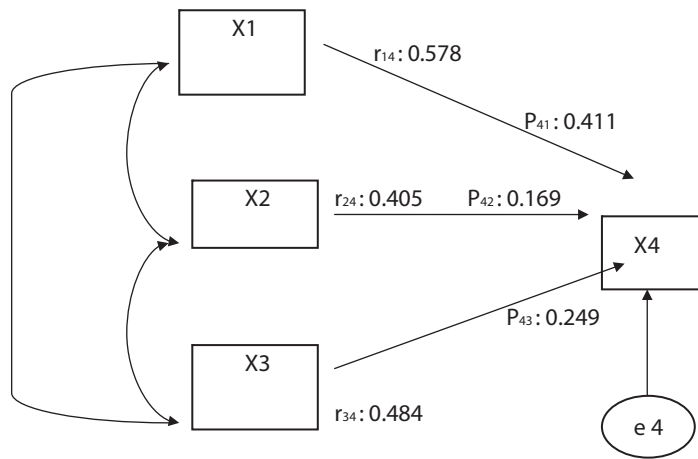 X1
r₁₄: 0.578
P₄₁: 0.411
X2
r₂₄: 0.405
P₄₂: 0.169
X4
P₄₃: 0.249
X3
r₃₄: 0.484
e 4